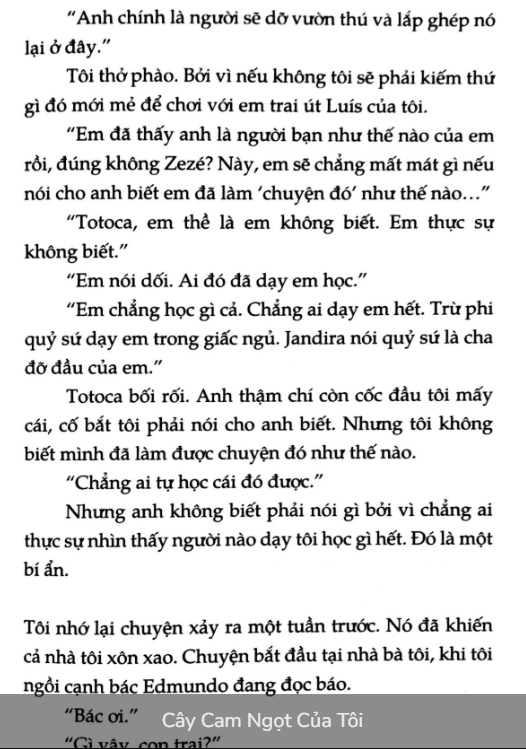 "Anh chính là người sẽ dỡ vườn thú và lắp ghép nó
lại ở đây."
Tôi thở phào. Bởi vì nếu không tôi sẽ phải kiếm thứ
gì đó mới mẻ để chơi với em trai út Luís của tôi.
"Em đã thấy anh là người bạn như thế nào của em
rồi, đúng không Zezé? Này, em sẽ chẳng mất mát gì nếu
nói cho anh biết em đã làm 'chuyện đó' như thế nào..."
"Totoca, em thề là em không biết. Em thực sự
không biết."
"Em nói dối. Ai đó đã dạy em học."
"Em chẳng học gì cả. Chẳng ai dạy em hết. Trừ phi
quỷ sứ dạy em trong giấc ngủ. Jandira nói quỷ sứ là cha
đỡ đầu của em."
Totoca bối rối. Anh thậm chí còn cốc đầu tôi mấy
cái, cố bắt tôi phải nói cho anh biết. Nhưng tôi không
biết mình đã làm được chuyện đó như thế nào.
"Chẳng ai tự học cái đó được."
Nhưng anh không biết phải nói gì bởi vì chẳng ai
thực sự nhìn thấy người nào dạy tôi học gì hết. Đó là một
bí ẩn.
Tôi nhớ lại chuyện xảy ra một tuần trước. Nó đã khiến
cả nhà tôi xôn xao. Chuyện bắt đầu tại nhà bà tôi, khi tôi
ngồi cạnh bác Edmundo đang đọc báo.
"Bác ơi."
Cây Cam Ngọt Của Tôi
"Gì vậy, con trai?"